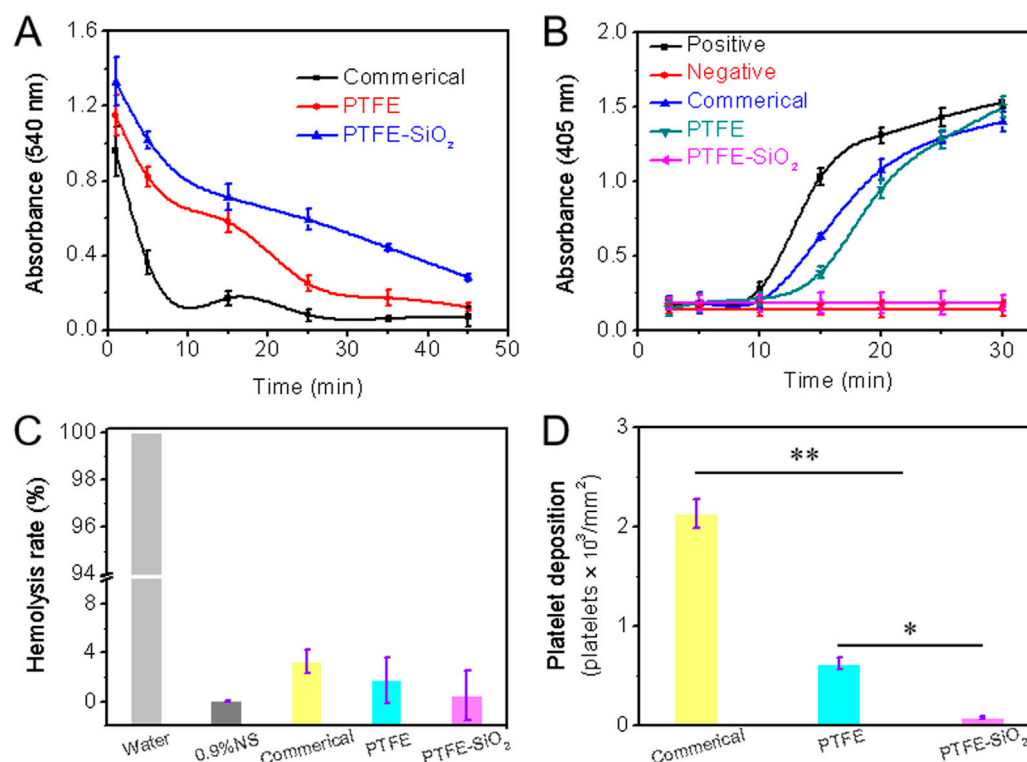 A
Absorbance (540 nm)
1.6
1.2
0.8
0.4
0.0
0
10
20
30
40
50
Time (min)
Commerical
PTFE
PTFE-SiO₂
B
Absorbance (405 nm)
2.0
1.5
1.0
0.5
0.0
0
10
20
30
Time (min)
Positive
Negative
Commerical
PTFE
PTFE-SiO₂
C
Hemolysis rate (%)
100
98
96
94
8
4
0
Water
0.9%NS
Commerical
PTFE
PTFE-SiO₂
D
Platelet deposition
(platelets × 10³/mm²)
3
2
1
0
**
*
Commerical
PTFE
PTFE-SiO₂